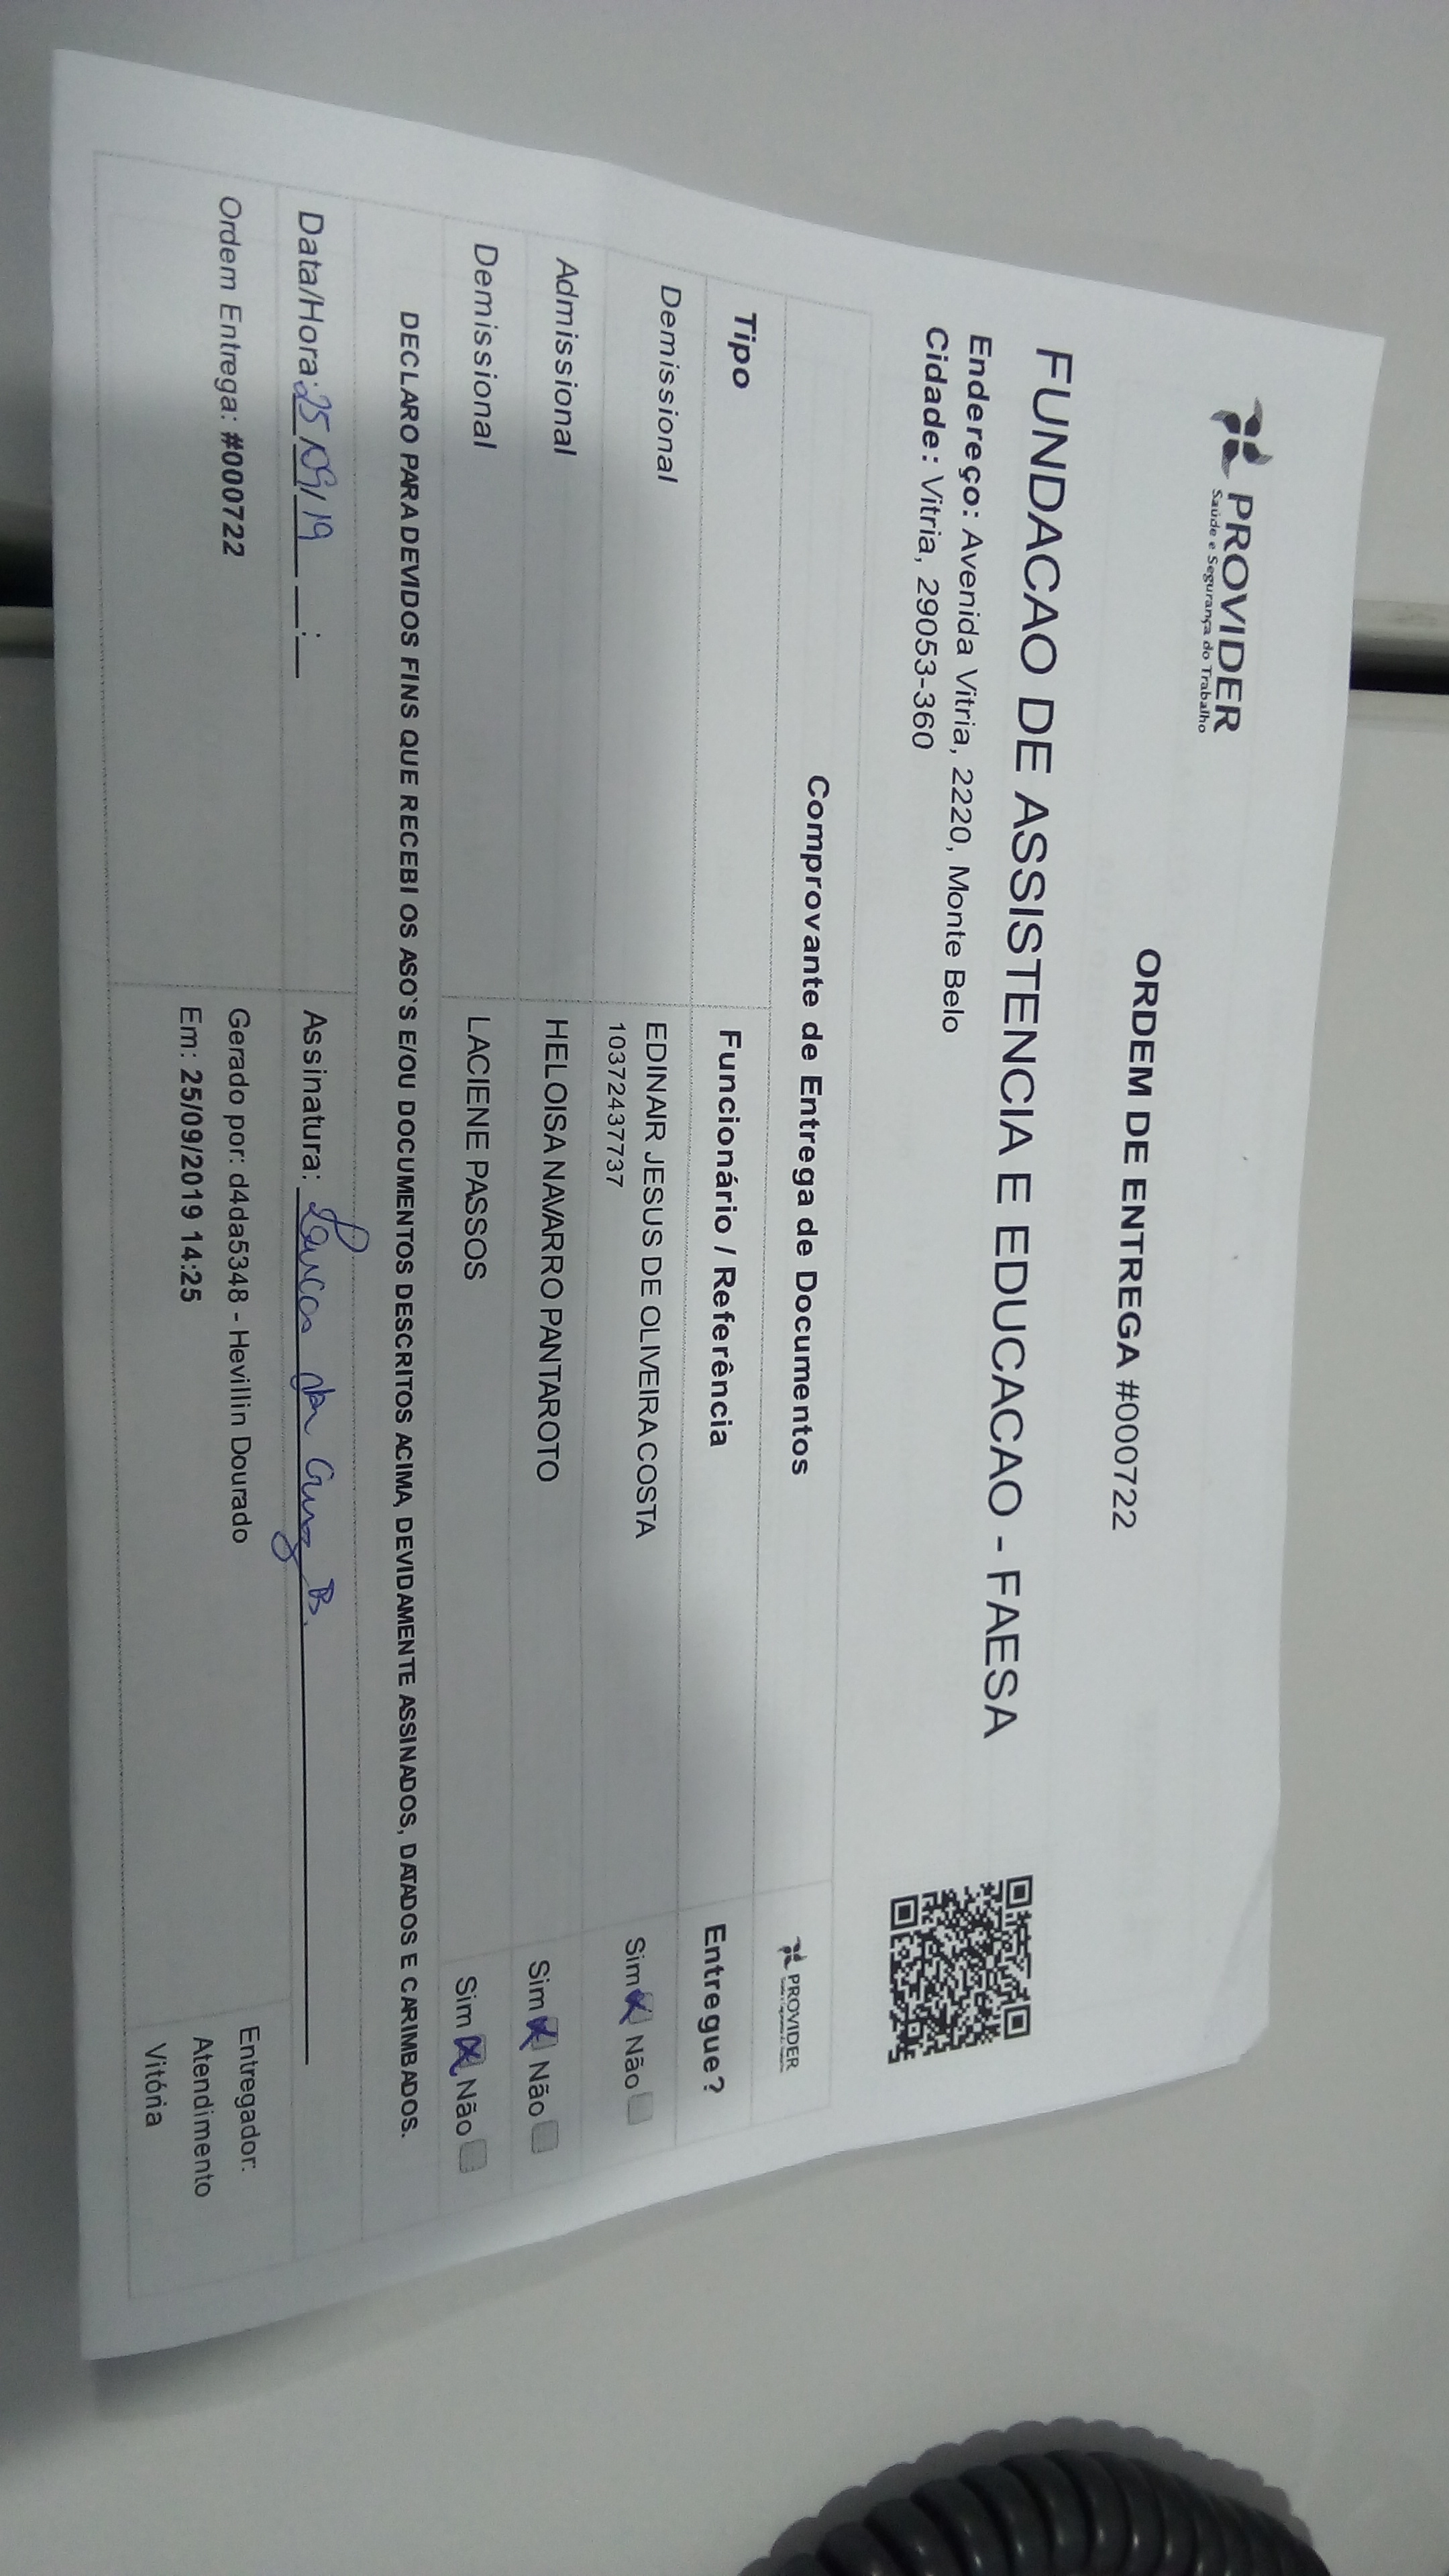 PROVIDER
Saúde e Segurança do Trabalho
ORDEM DE ENTREGA #000722
FUNDACAO DE ASSISTENCIA E EDUCACAO - FAESA
Endereço: Avenida Vitria, 2220, Monte Belo
Cidade: Vitria, 29053-360
Comprovante de Entrega de Documentos
PROVIDER
Tipo Funcionário / Referência Entregue?
Demissional EDINAIR JESUS DE OLIVEIRA COSTA Sim Não
10372437737
Admissional HELOISA NAVARRO PANTAROTO Sim Não
Demissional LACIENE PASSOS Sim Não
DECLARO PARA DEVIDOS FINS QUE RECEBI OS ASO'S E/OU DOCUMENTOS DESCRITOS ACIMA, DEVIDAMENTE ASSINADOS, DATADOS E CARIMBADOS.
Data/Hora: 25/09/19 __:__ Assinatura:
Ordem Entrega: #000722 Gerado por: d4da5348 - Hevillin Dourado Entregador:
Em: 25/09/2019 14:25 Atendimento
Vitória